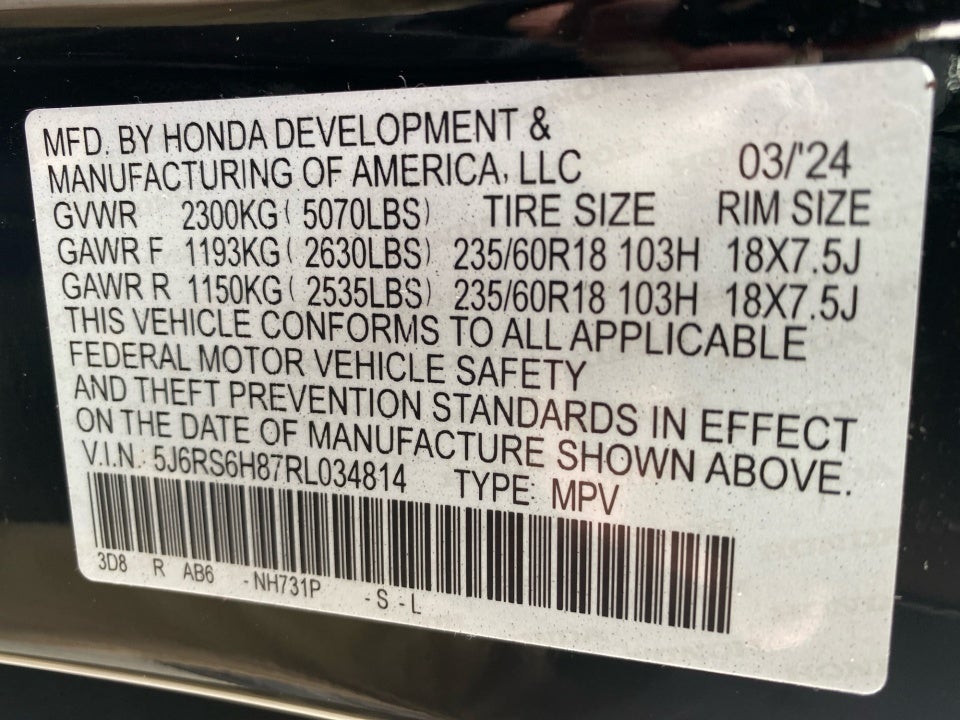 MFD. BY HONDA DEVELOPMENT &
MANUFACTURING OF AMERICA, LLC 03/'24
GVWR 2300KG ( 5070LBS) TIRE SIZE RIM SIZE
GAWR F 1193KG ( 2630LBS) 235/60R18 103H 18X7.5J
GAWR R 1150KG ( 2535LBS) 235/60R18 103H 18X7.5J
THIS VEHICLE CONFORMS TO ALL APPLICABLE
FEDERAL MOTOR VEHICLE SAFETY
AND THEFT PREVENTION STANDARDS IN EFFECT
ON THE DATE OF MANUFACTURE SHOWN ABOVE.
V.I.N. 5J6RS6H87RL034814 TYPE: MPV
3D8 R AB6 -NH731P -S-L